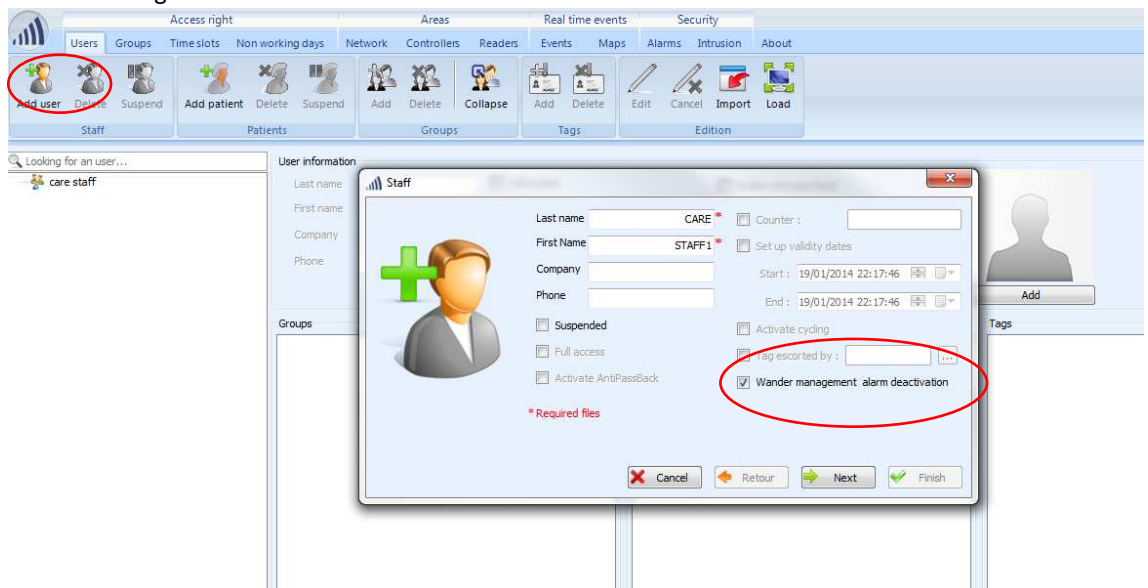 Access right Areas Real time events Security
Users Groups Time slots Non working days Network Controllers Readers Events Maps Alarms Intrusion About
Add user Delete Suspend Add patient Delete Suspend Add Delete Collapse Add Delete Edit Cancel Import Load
Staff Patients Groups Tags Edition
Looking for an user...
care staff
User information
Last name
First name
Company
Phone
Add
Groups
Tags
Staff
Last name CARE * Counter :
First Name STAFF1 * Set up validity dates
Company Start : 19/01/2014 22:17:46
Phone End : 19/01/2014 22:17:46
Suspended Activate cycling
Full access Tag escorted by : ...
Activate AntiPassBack Wander management alarm deactivation
* Required files
Cancel Retour Next Finish